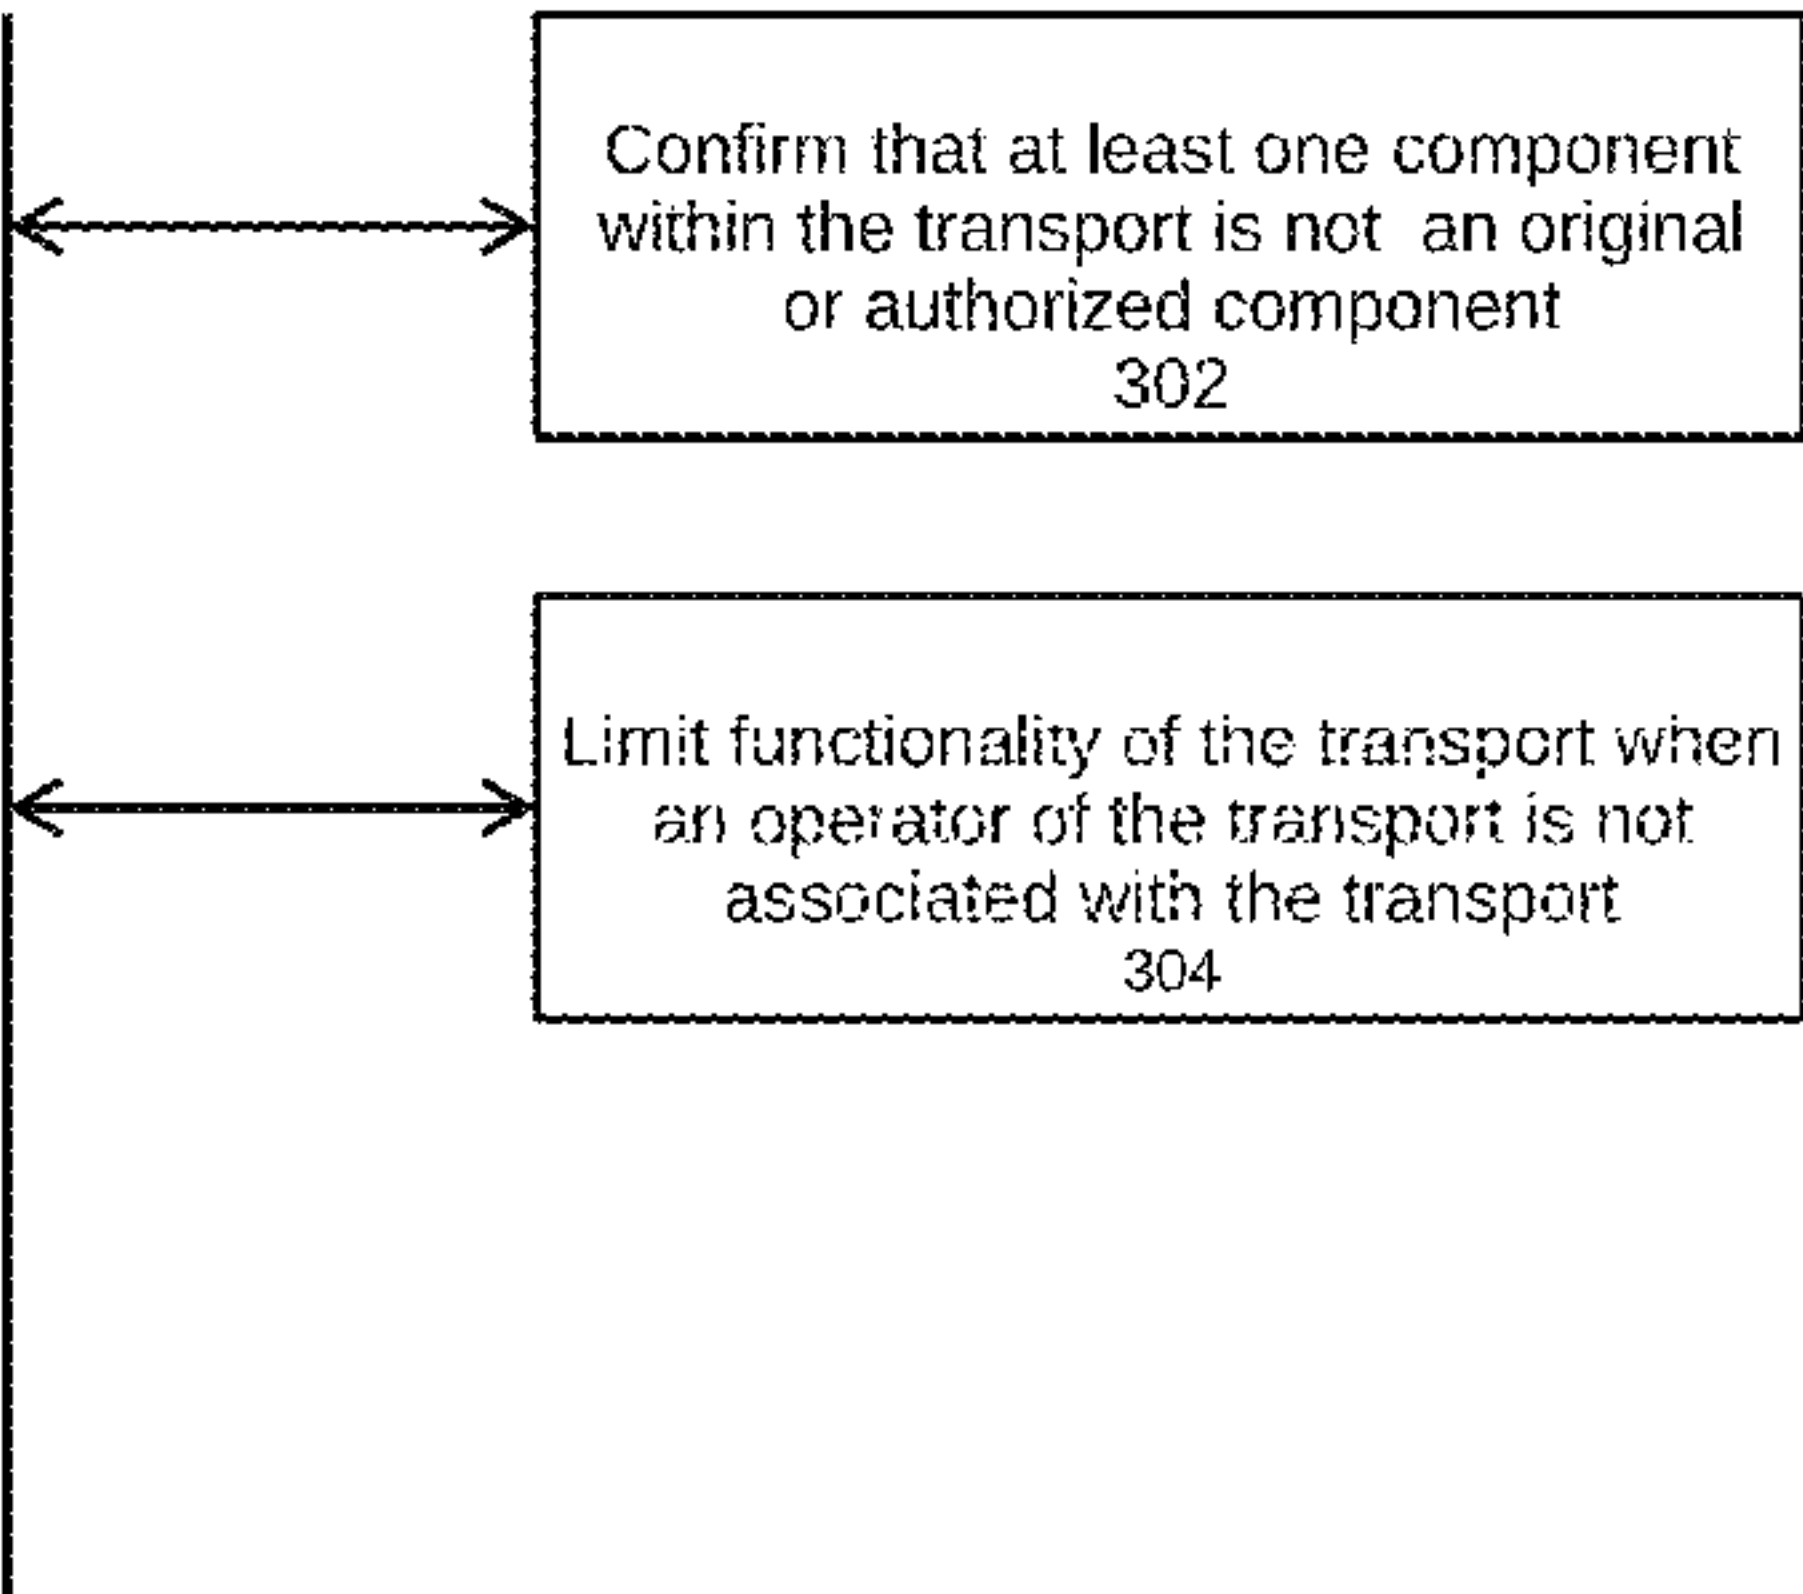 Confirm that at least one component
within the transport is not an original
or authorized component
302
Limit functionality of the transport when
an operator of the transport is not
associated with the transport
304